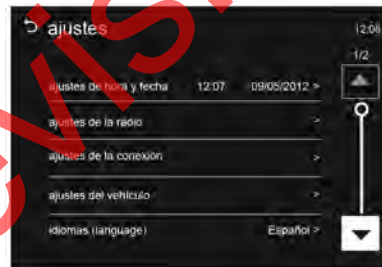 ajustes 12:06
1/2
ajustes de hora y fecha 12:07 09/05/2012 >
ajustes de la radio >
ajustes de la conexión >
ajustes del vehículo >
idiomas (language) Español >